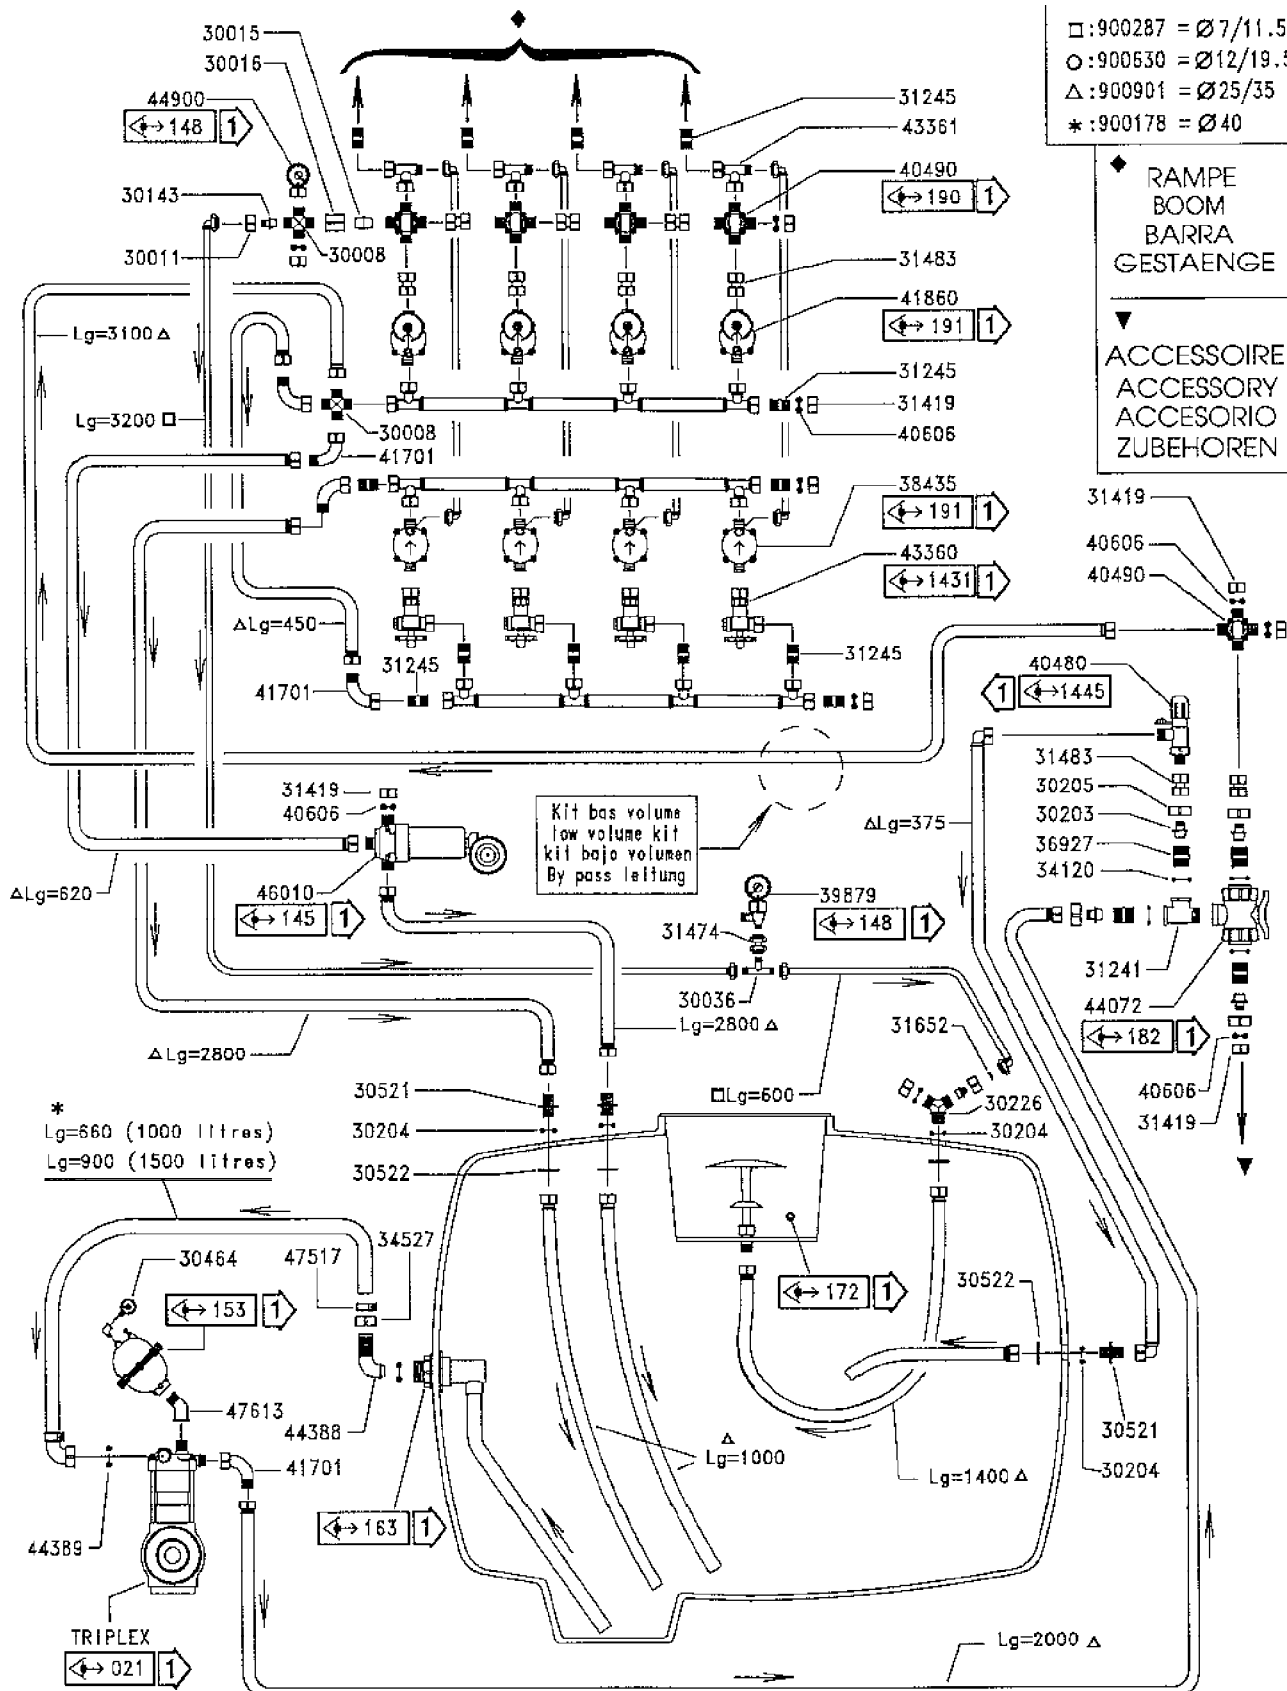 30015
30016
44900
148 1
30143
30011
30008
31245
43361
40490
190 1
31483
41860
191 1
31245
31419
40606
□:900287 = Ø7/11.5
○:900630 = Ø12/19.5
△:900901 = Ø25/35
*:900178 = Ø40
◆
RAMPE
BOOM
BARRA
GESTAENGE
▼
ACCESSOIRE
ACCESSORY
ACCESORIO
ZUBEHOREN
Lg=3100 △
Lg=3200 □
30008
41701
38435
191 1
43360
1431 1
31419
40606
40490
△Lg=450
31245
41701
31245
40480
1 1445
31483
30205
30203
36927
34120
△Lg=375
31419
40606
Kit bas volume
low volume kit
kit bajo volumen
By pass leitung
△Lg=620
46010
145 1
39879
148 1
31474
30036
Lg=2800 △
31241
44072
182 1
40606
31419
▼
△Lg=2800
31652
□Lg=600
30226
30204
30521
30204
30522
*
Lg=660 (1000 litres)
Lg=900 (1500 litres)
30464
47517
34527
153 1
172 1
30522
47613
44388
41701
44389
163 1
△
Lg=1000
Lg=1400 △
30521
30204
TRIPLEX
021 1
Lg=2000 △